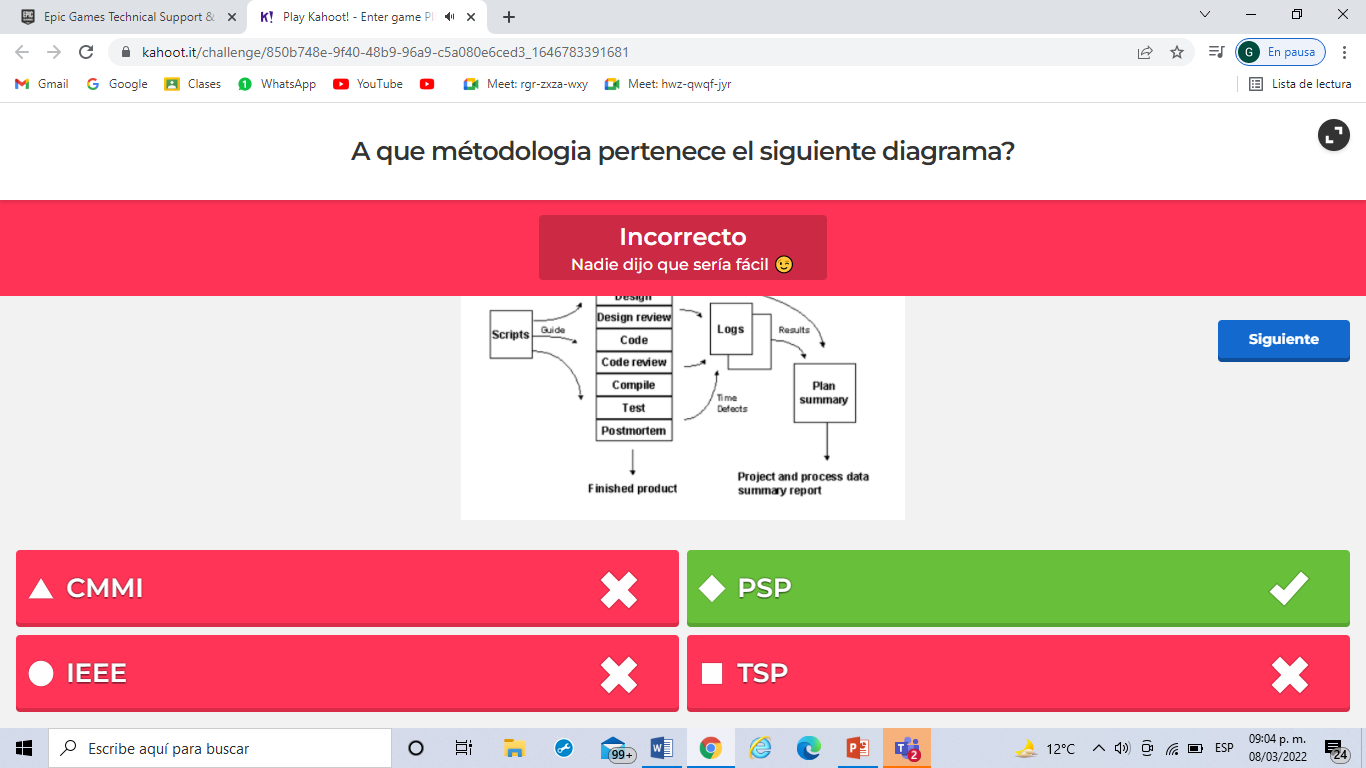 Epic Games Technical Support &
Play Kahoot! - Enter game P
kahoot.it/challenge/850b748e-9f40-48b9-96a9-c5a080e6ced3_1646783391681
G En pausa
Gmail Google Clases WhatsApp YouTube Meet: rgr-zxza-wxy Meet: hwz-qwqf-jyr Lista de lectura
A que métodologia pertenece el siguiente diagrama?
Incorrecto
Nadie dijo que sería fácil 😉
Siguiente
Design
Scripts
Guide
Design review
Code
Code review
Compile
Test
Postmortem
Logs
Results
Time
Defects
Plan
summary
Finished product
Project and process data
summary report
CMMI
PSP
IEEE
TSP
Escribe aquí para buscar
99+
2
12°C
ESP
09:04 p. m.
08/03/2022
24